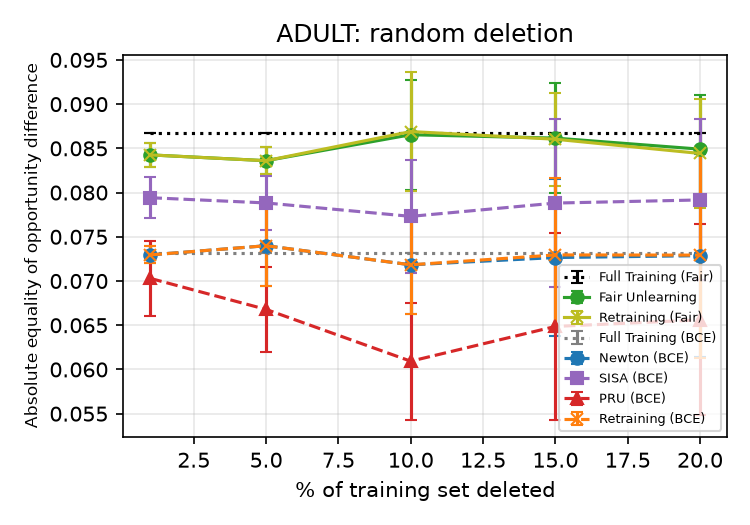 ADULT: random deletion
Absolute equality of opportunity difference
0.095
0.090
0.085
0.080
0.075
0.070
0.065
0.060
0.055
Full Training (Fair)
Fair Unlearning
Retraining (Fair)
Full Training (BCE)
Newton (BCE)
SISA (BCE)
PRU (BCE)
Retraining (BCE)
2.5 5.0 7.5 10.0 12.5 15.0 17.5 20.0
% of training set deleted